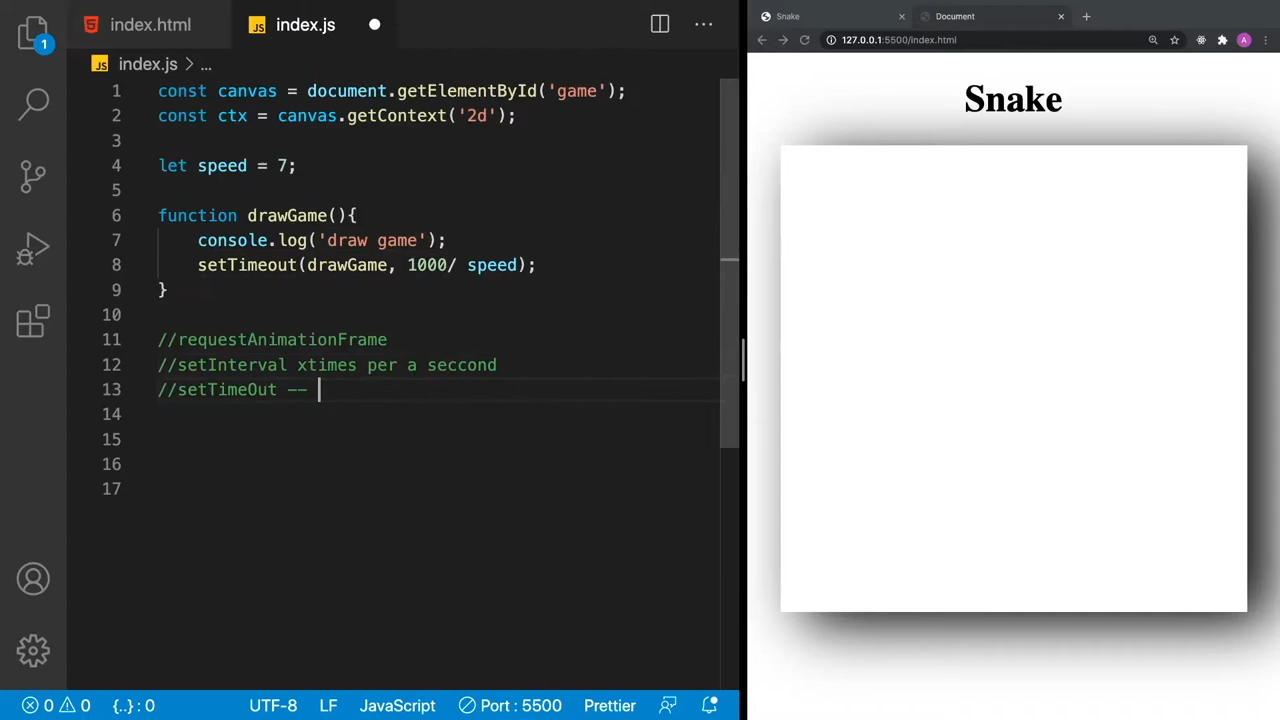 index.html
JS index.js
Snake
Document
1
127.0.0.1:5500/index.html
A
JS index.js > ...
1 const canvas = document.getElementById('game');
2 const ctx = canvas.getContext('2d');
3
4 let speed = 7;
5
6 function drawGame(){
7 console.log('draw game');
8 setTimeout(drawGame, 1000/ speed);
9 }
10
11 //requestAnimationFrame
12 //setInterval xtimes per a seccond
13 //setTimeOut --
14
15
16
17
Snake
0 0 {..} : 0 UTF-8 LF JavaScript Port : 5500 Prettier